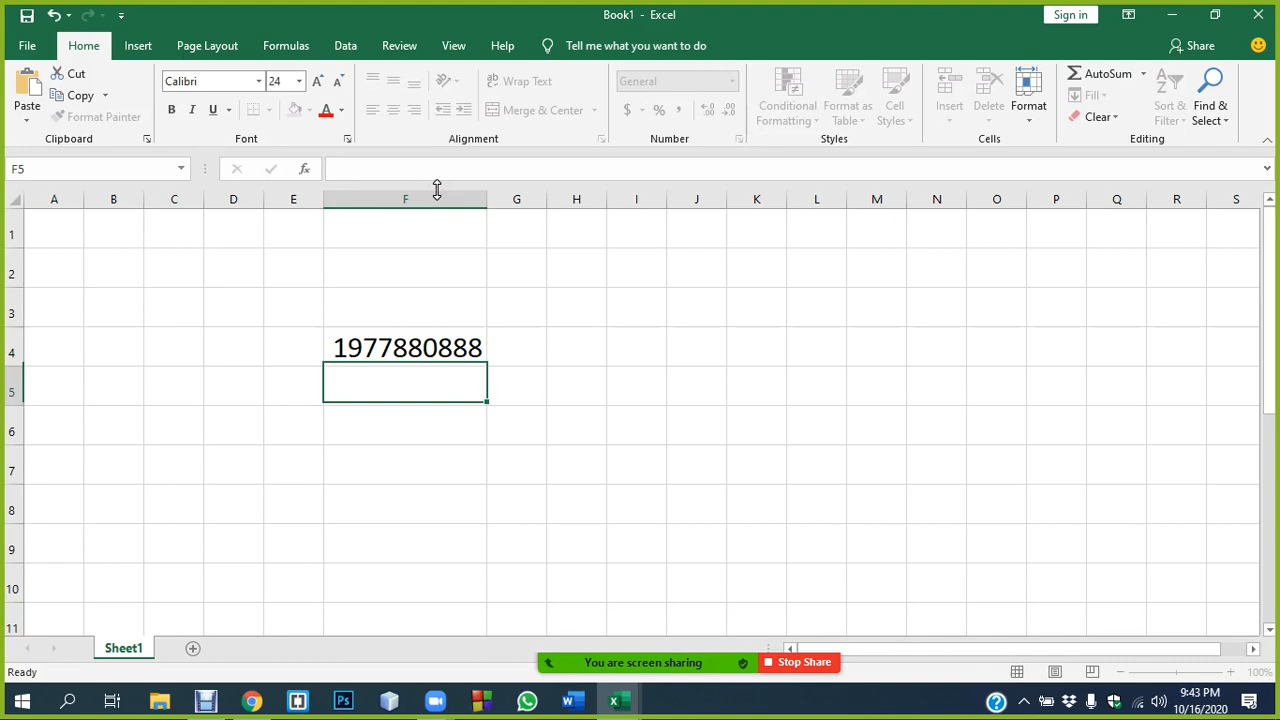 Book1 - Excel
Sign in
File Home Insert Page Layout Formulas Data Review View Help Tell me what you want to do Share
Paste
Cut
Copy
Format Painter
Clipboard
Calibri 24
B I U
Font
Wrap Text
Merge & Center
Alignment
General
$ % ,
Number
Conditional Formatting
Format as Table
Cell Styles
Styles
Insert Delete Format
Cells
AutoSum
Fill
Clear
Sort & Filter
Find & Select
Editing
F5
fx
A B C D E F G H I J K L M N O P Q R S
1
2
3
4 1977880888
5
6
7
8
9
10
11
Sheet1
You are screen sharing Stop Share
Ready
100%
9:43 PM
10/16/2020